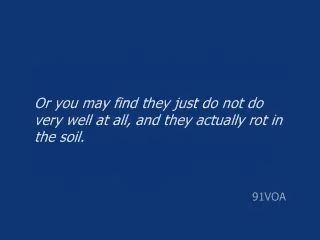 Or you may find they just do not do
very well at all, and they actually rot in
the soil.
91VOA